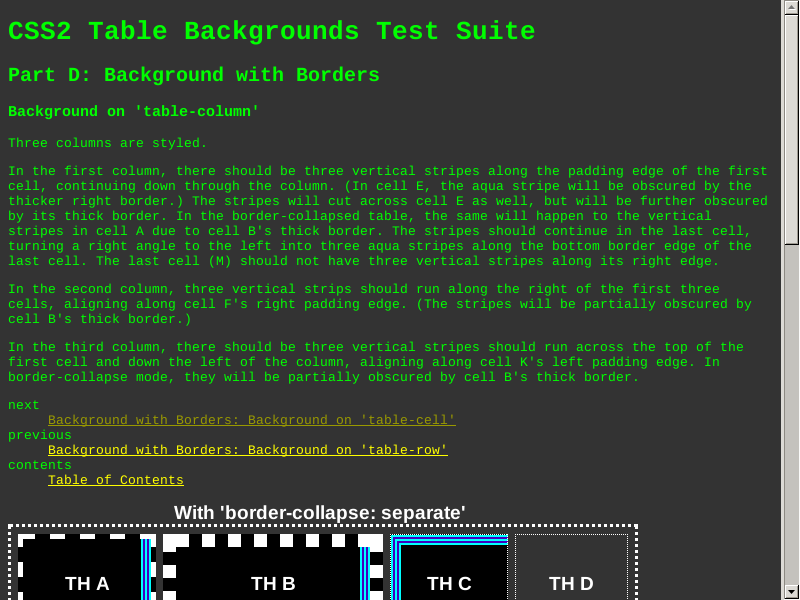 CSS2 Table Backgrounds Test Suite
Part D: Background with Borders
Background on 'table-column'
Three columns are styled.
In the first column, there should be three vertical stripes along the padding edge of the first
cell, continuing down through the column. (In cell E, the aqua stripe will be obscured by the
thicker right border.) The stripes will cut across cell E as well, but will be further obscured
by its thick border. In the border-collapsed table, the same will happen to the vertical
stripes in cell A due to cell B's thick border. The stripes should continue in the last cell,
turning a right angle to the left into three aqua stripes along the bottom border edge of the
last cell. The last cell (M) should not have three vertical stripes along its right edge.
In the second column, three vertical strips should run along the right of the first three
cells, aligning along cell F's right padding edge. (The stripes will be partially obscured by
cell B's thick border.)
In the third column, there should be three vertical stripes should run across the top of the
first cell and down the left of the column, aligning along cell K's left padding edge. In
border-collapse mode, they will be partially obscured by cell B's thick border.
next
Background with Borders: Background on 'table-cell'
previous
Background with Borders: Background on 'table-row'
contents
Table of Contents
With 'border-collapse: separate'
TH A TH B TH C TH D